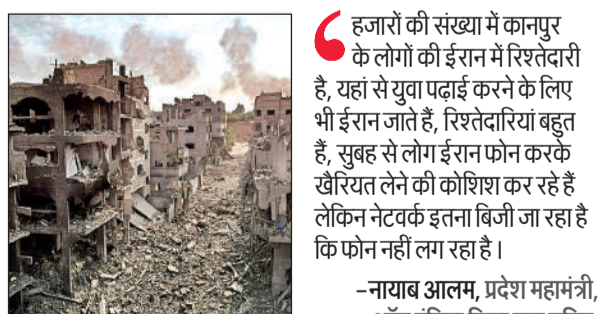 हजारों की संख्या में कानपुर
के लोगों की ईरान में रिश्तेदारी
है, यहां से युवा पढ़ाई करने के लिए
भी ईरान जाते हैं, रिश्तेदारियां बहुत
हैं, सुबह से लोग ईरान फोन करके
खैरियत लेने की कोशिश कर रहे हैं
लेकिन नेटवर्क इतना बिजी जा रहा है
कि फोन नहीं लग रहा है।
–नायाब आलम, प्रदेश महामंत्री,